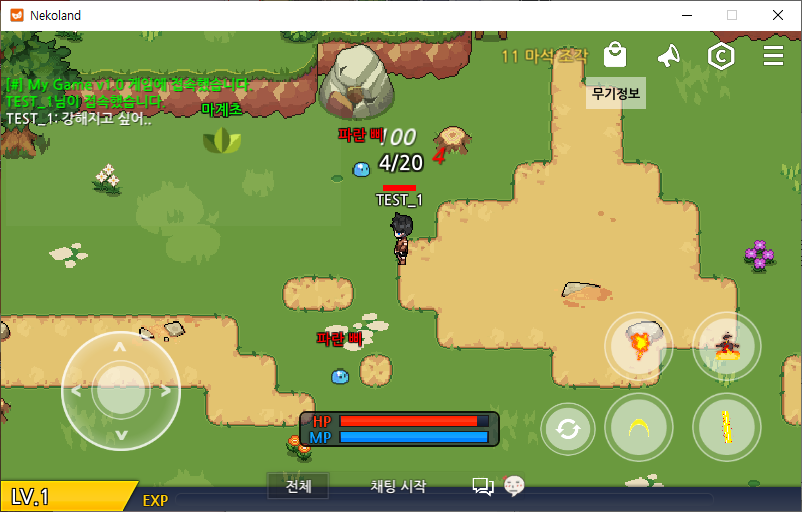 Nekoland
11 마석 조각
[#] My Game v1.0 게임에 접속했습니다.
TEST_1님이 접속했습니다.
TEST_1: 강해지고 싶어..
무기정보
마계초
파란 삐
100
4/20
4
TEST_1
파란 삐
HP
MP
전체
채팅 시작
LV.1
EXP